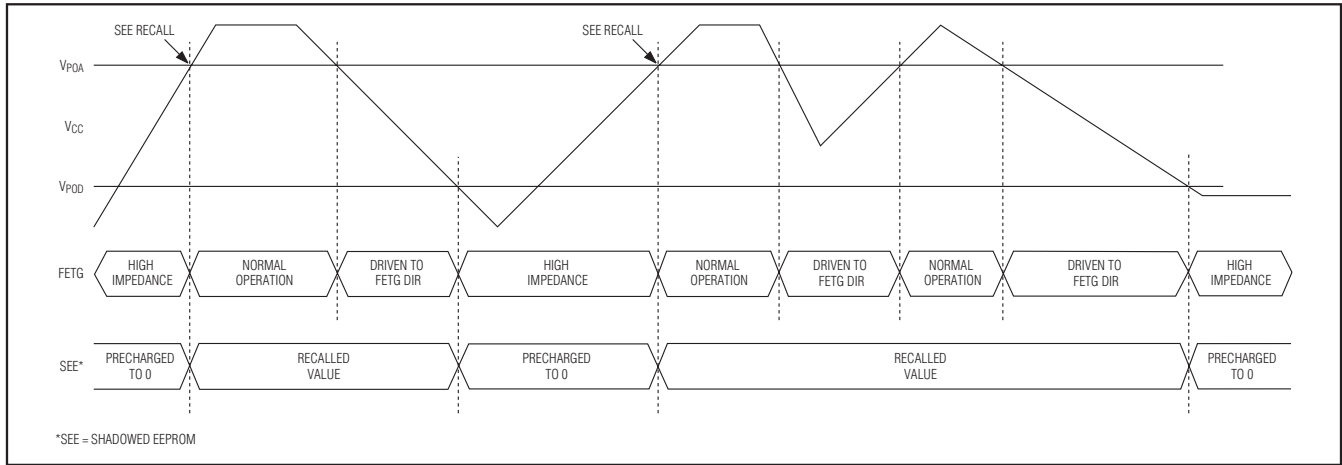 SEE RECALL
SEE RECALL
VPOA
VCC
VPOD
FETG
HIGH
IMPEDANCE
NORMAL
OPERATION
DRIVEN TO
FETG DIR
HIGH
IMPEDANCE
NORMAL
OPERATION
DRIVEN TO
FETG DIR
NORMAL
OPERATION
DRIVEN TO
FETG DIR
HIGH
IMPEDANCE
SEE*
PRECHARGED
TO 0
RECALLED
VALUE
PRECHARGED
TO 0
RECALLED
VALUE
PRECHARGED
TO 0
*SEE = SHADOWED EEPROM